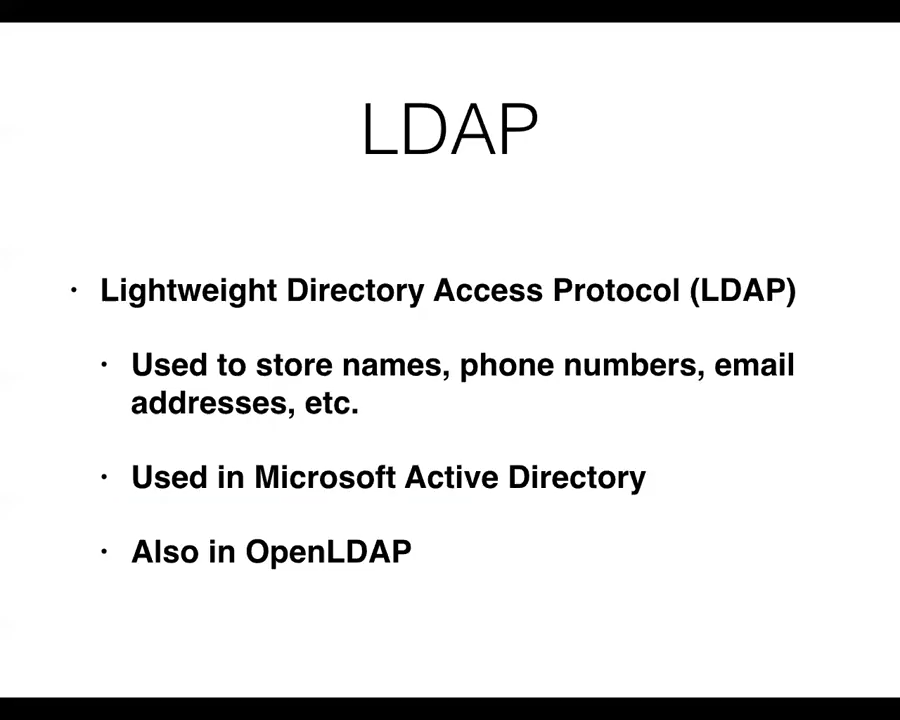 LDAP
· Lightweight Directory Access Protocol (LDAP)
· Used to store names, phone numbers, email
addresses, etc.
· Used in Microsoft Active Directory
· Also in OpenLDAP